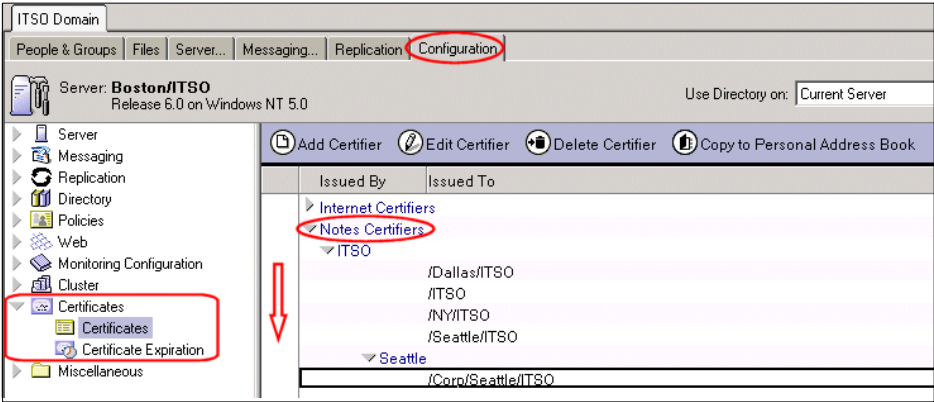 ITSO Domain
People & Groups Files Server... Messaging... Replication Configuration
Server: Boston/ITSO
Release 6.0 on Windows NT 5.0
Use Directory on: Current Server
Server
Messaging
Replication
Directory
Policies
Web
Monitoring Configuration
Cluster
Certificates
Certificates
Certificate Expiration
Miscellaneous
Add Certifier Edit Certifier Delete Certifier Copy to Personal Address Book
Issued By Issued To
Internet Certifiers
Notes Certifiers
ITSO
/Dallas/ITSO
/ITSO
/NY/ITSO
/Seattle/ITSO
Seattle
/Corp/Seattle/ITSO